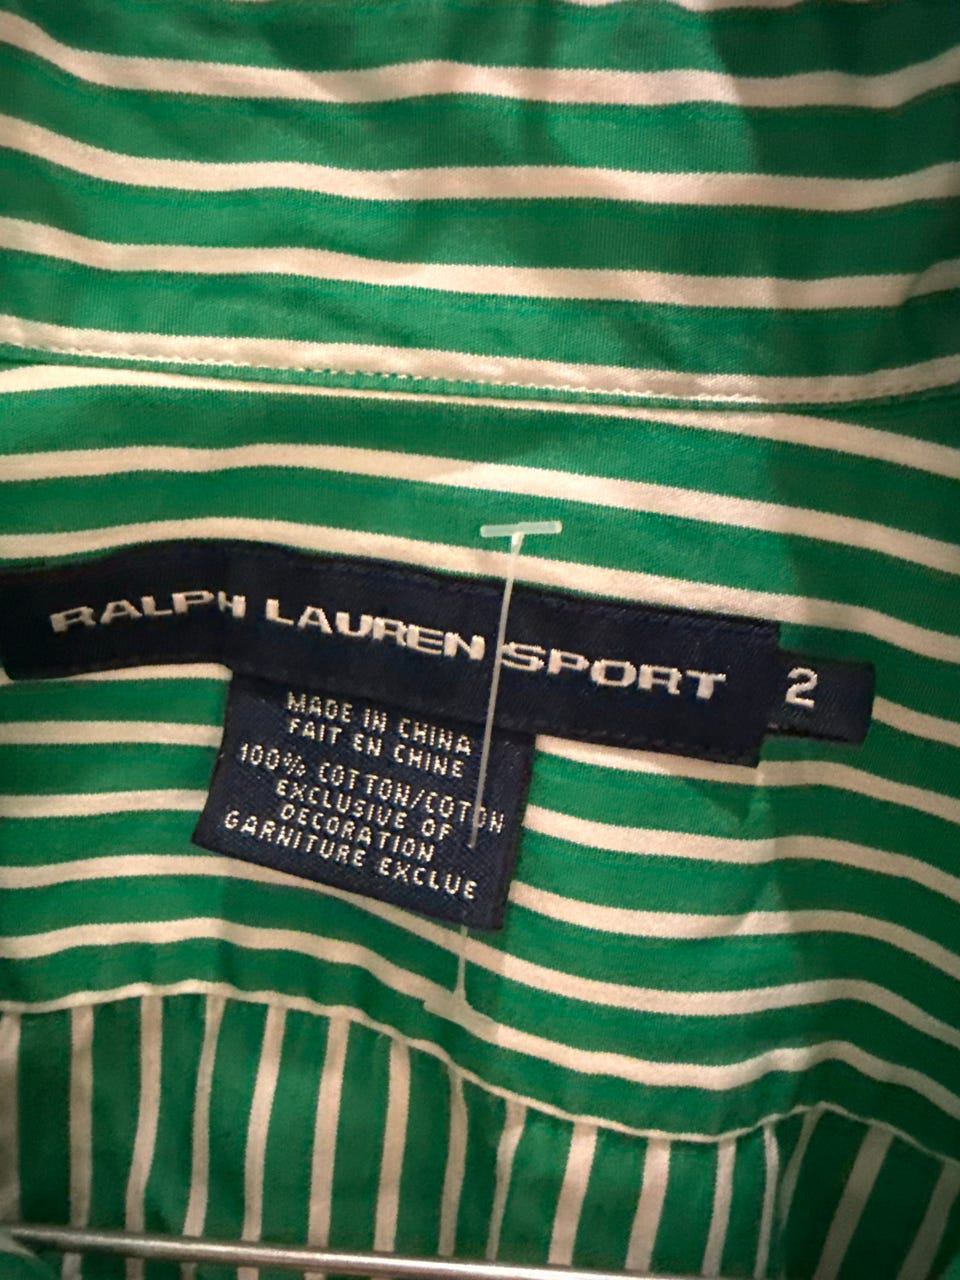 RALPH LAUREN SPORT
2
MADE IN CHINA
FAIT EN CHINE
100% COTTON/COTON
EXCLUSIVE OF
DECORATION
GARNITURE EXCLUE